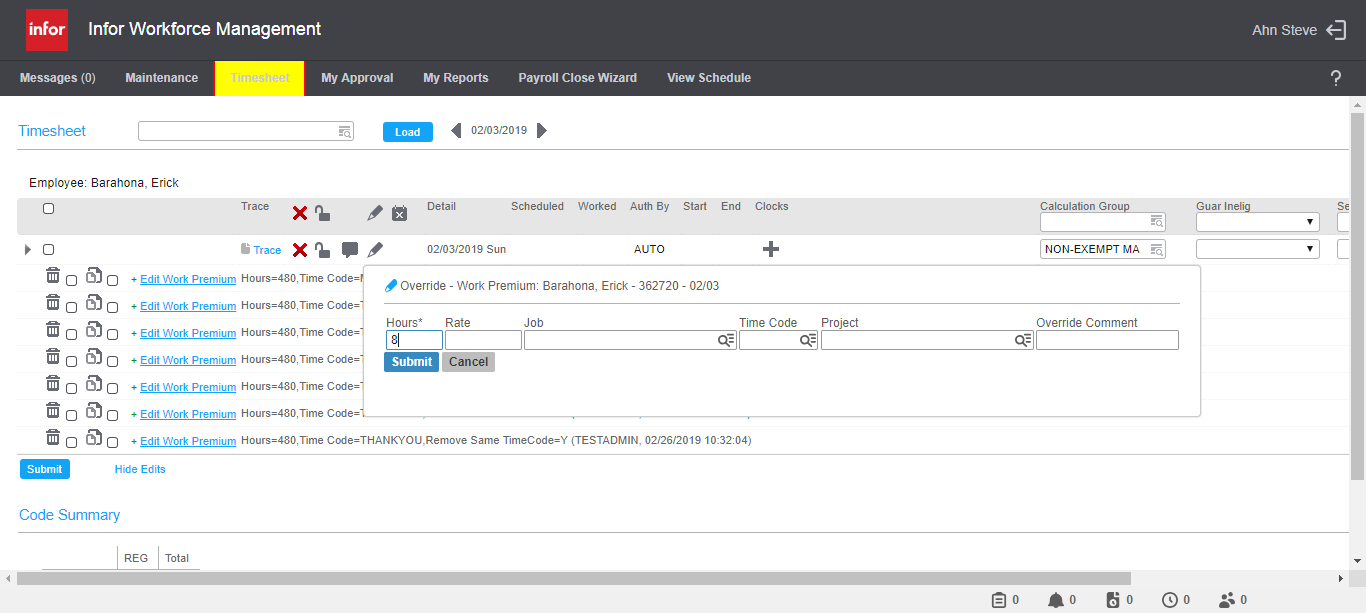 infor Infor Workforce Management Ahn Steve
Messages (0) Maintenance Timesheet My Approval My Reports Payroll Close Wizard View Schedule ?
Timesheet Load 02/03/2019
Employee: Barahona, Erick
Trace Detail Scheduled Worked Auth By Start End Clocks Calculation Group Guar Inelig Se
Trace 02/03/2019 Sun AUTO NON-EXEMPT MA
+ Edit Work Premium Hours=480,Time Code=
Override - Work Premium: Barahona, Erick - 362720 - 02/03
+ Edit Work Premium Hours=480,Time Code=
Hours* Rate Job Time Code Project Override Comment
+ Edit Work Premium Hours=480,Time Code=
8
+ Edit Work Premium Hours=480,Time Code=
Submit Cancel
+ Edit Work Premium Hours=480,Time Code=
+ Edit Work Premium Hours=480,Time Code=
+ Edit Work Premium Hours=480,Time Code=THANKYOU,Remove Same TimeCode=Y (TESTADMIN, 02/26/2019 10:32:04)
Submit Hide Edits
Code Summary
REG Total
0 0 0 0 0